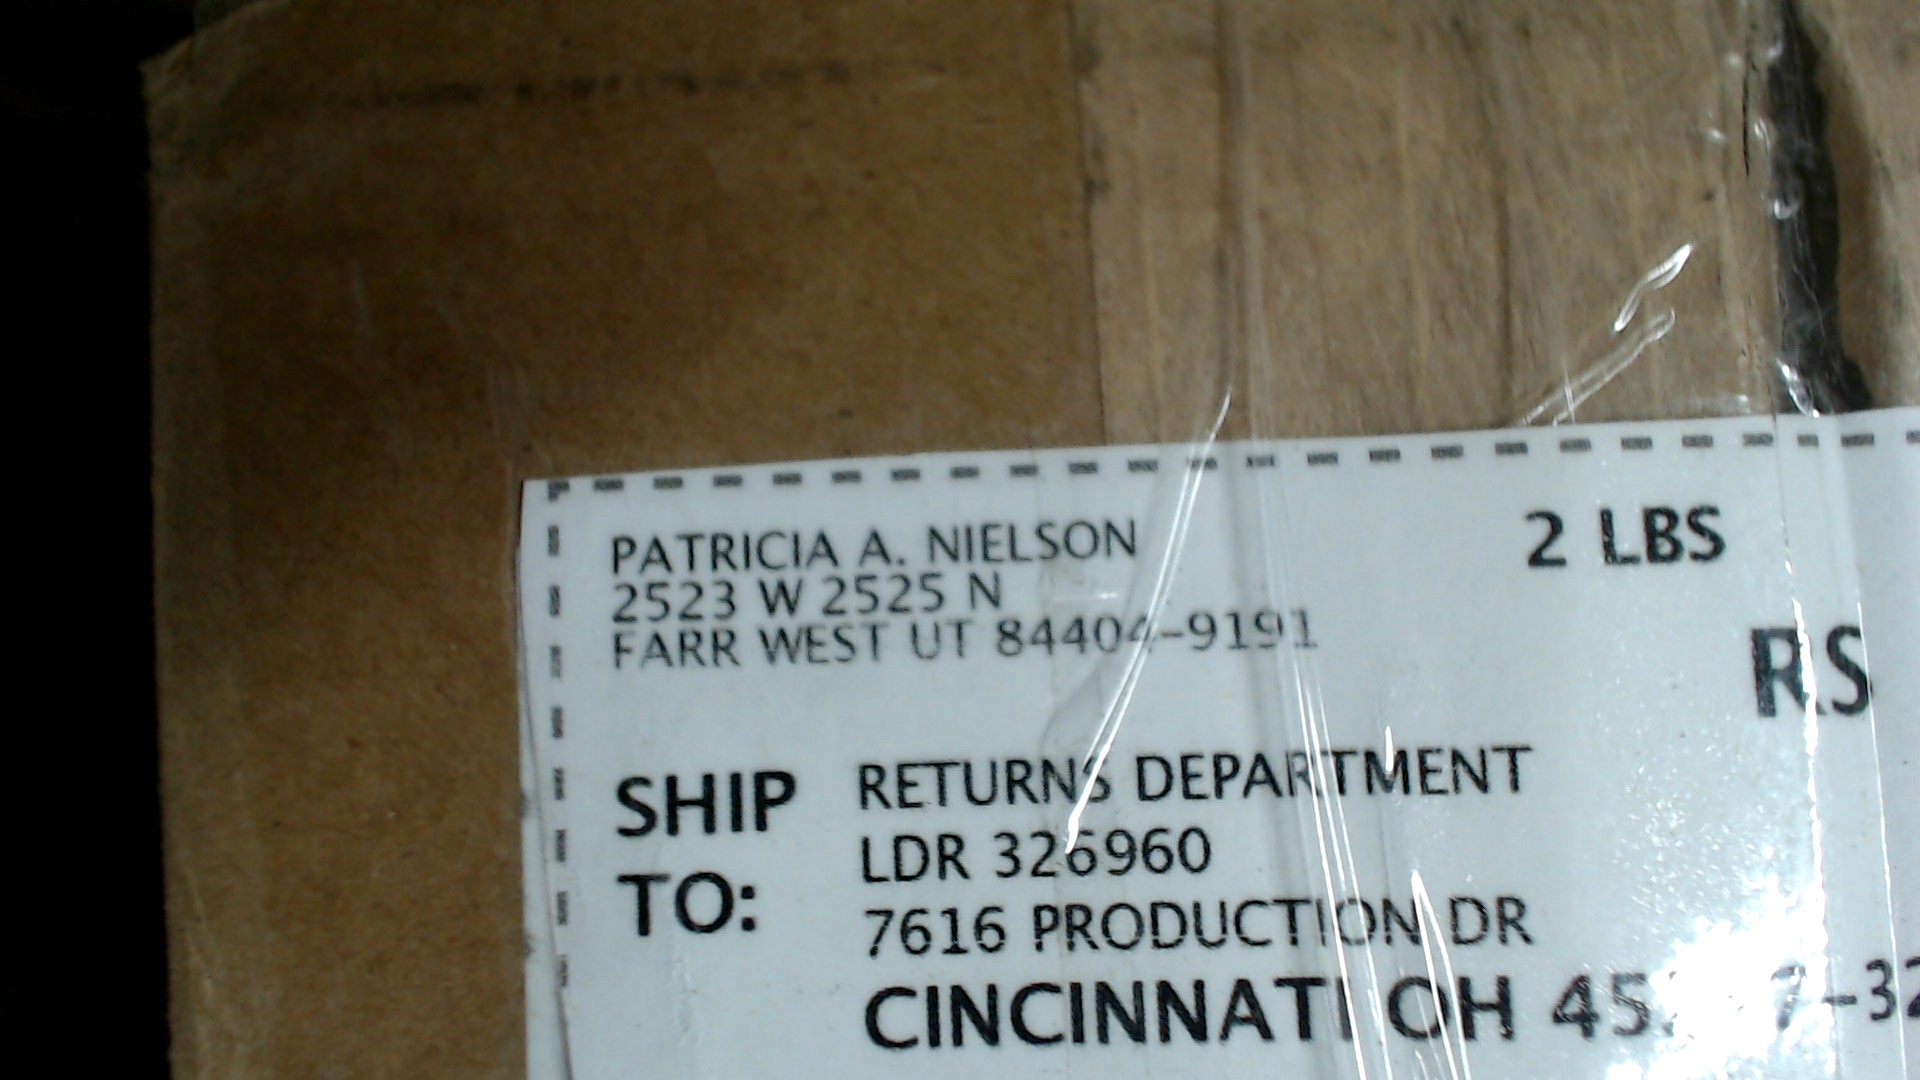 PATRICIA A. NIELSON
2 LBS
2523 W 2525 N
FARR WEST UT 84404-9191
RS
SHIP TO:
RETURNS DEPARTMENT
LDR 326960
7616 PRODUCTION DR
CINCINNATI OH